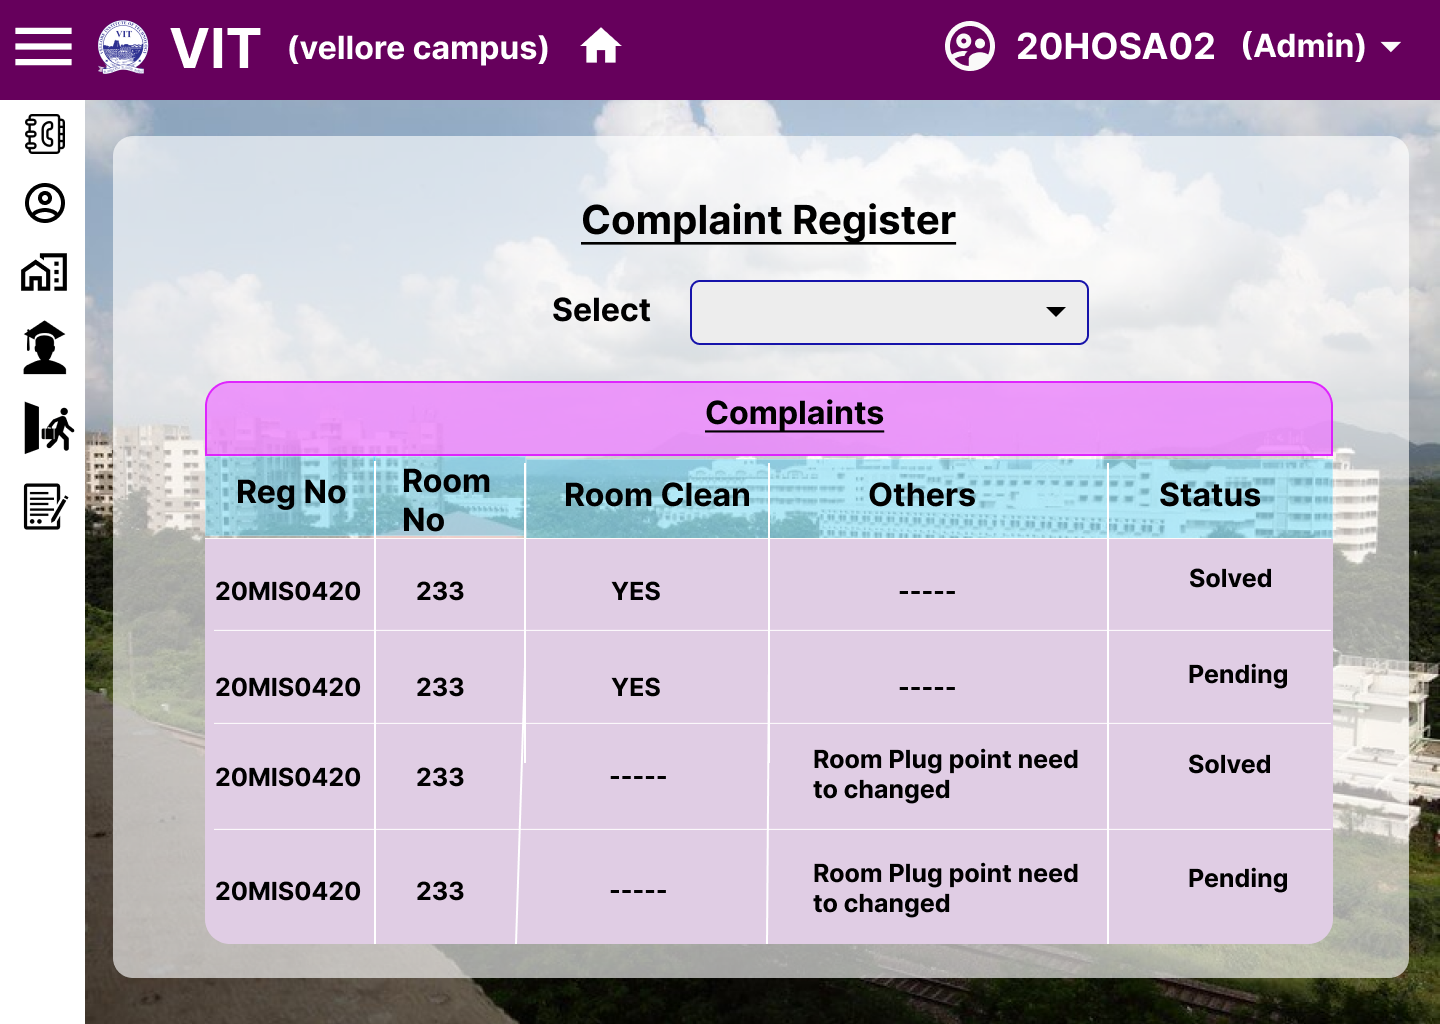 VIT (vellore campus) 20HOSA02 (Admin)
VIT
Complaint Register
Select
Complaints
Reg No Room No Room Clean Others Status
20MIS0420 233 YES ----- Solved
20MIS0420 233 YES ----- Pending
20MIS0420 233 ----- Room Plug point need
to changed Solved
20MIS0420 233 ----- Room Plug point need
to changed Pending